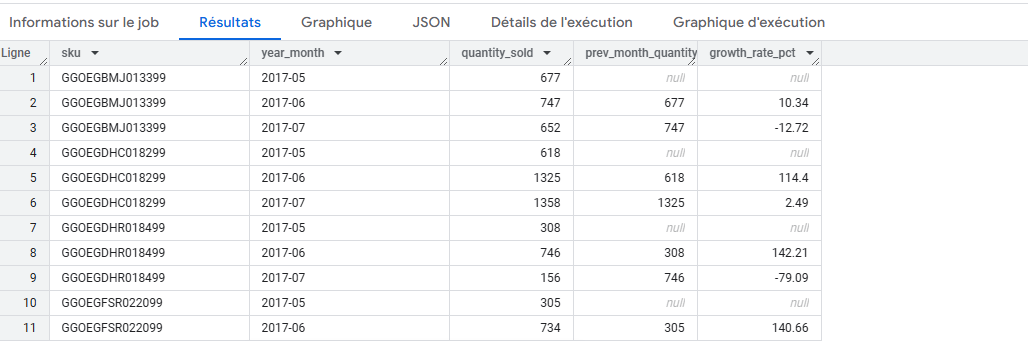 Informations sur le job Résultats Graphique JSON Détails de l'exécution Graphique d'exécution
Ligne sku year_month quantity_sold prev_month_quantity growth_rate_pct
1 GGOEGBMJ013399 2017-05 677 null null
2 GGOEGBMJ013399 2017-06 747 677 10.34
3 GGOEGBMJ013399 2017-07 652 747 -12.72
4 GGOEGDHC018299 2017-05 618 null null
5 GGOEGDHC018299 2017-06 1325 618 114.4
6 GGOEGDHC018299 2017-07 1358 1325 2.49
7 GGOEGDHR018499 2017-05 308 null null
8 GGOEGDHR018499 2017-06 746 308 142.21
9 GGOEGDHR018499 2017-07 156 746 -79.09
10 GGOEGFSR022099 2017-05 305 null null
11 GGOEGFSR022099 2017-06 734 305 140.66